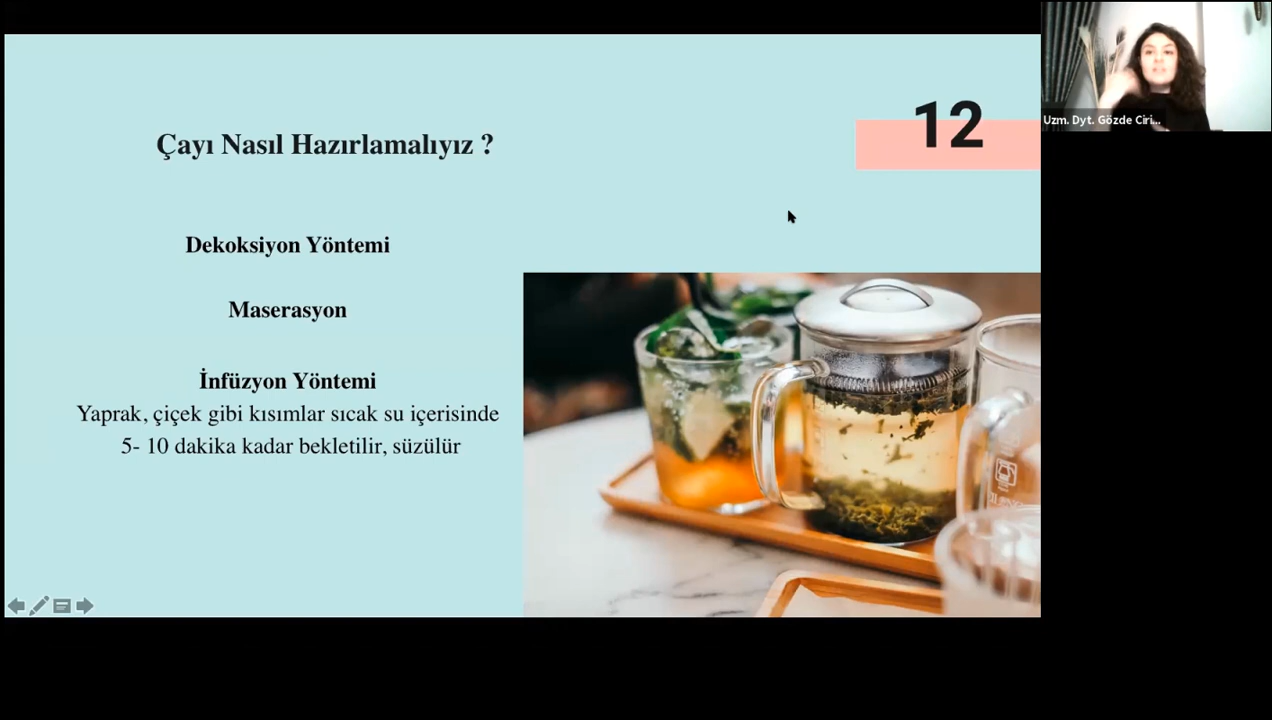 Çayı Nasıl Hazırlamalıyız ?
12
Uzm. Dyt. Gözde Ciri...
Dekoksiyon Yöntemi
Maserasyon
İnfüzyon Yöntemi
Yaprak, çiçek gibi kısımlar sıcak su içerisinde
5- 10 dakika kadar bekletilir, süzülür